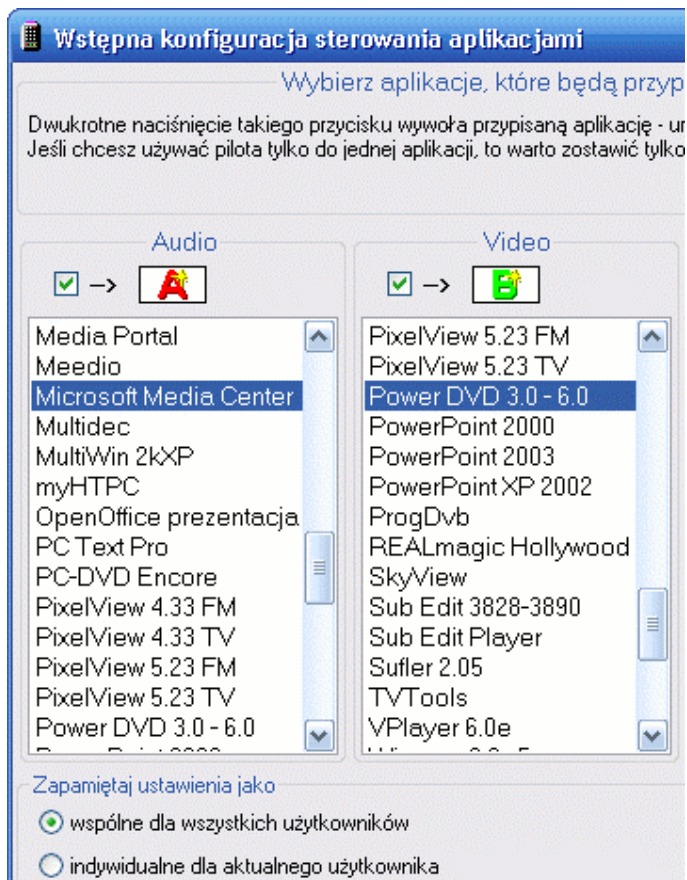 Wstępna konfiguracja sterowania aplikacjami
Wybierz aplikacje, które będą przyp
Dwukrotne naciśnięcie takiego przycisku wywoła przypisaną aplikację - ur
Jeśli chcesz używać pilota tylko do jednej aplikacji, to warto zostawić tylko
Audio
–> A
Media Portal
Meedio
Microsoft Media Center
Multidec
MultiWin 2kXP
myHTPC
OpenOffice prezentacja
PC Text Pro
PC-DVD Encore
PixelView 4.33 FM
PixelView 4.33 TV
PixelView 5.23 FM
PixelView 5.23 TV
Power DVD 3.0 - 6.0
Video
–> B
PixelView 5.23 FM
PixelView 5.23 TV
Power DVD 3.0 - 6.0
PowerPoint 2000
PowerPoint 2003
PowerPoint XP 2002
ProgDvb
REALmagic Hollywood
SkyView
Sub Edit 3828-3890
Sub Edit Player
Sufler 2.05
TVTools
VPlayer 6.0e
Zapamiętaj ustawienia jako
wspólne dla wszystkich użytkowników
indywidualne dla aktualnego użytkownika